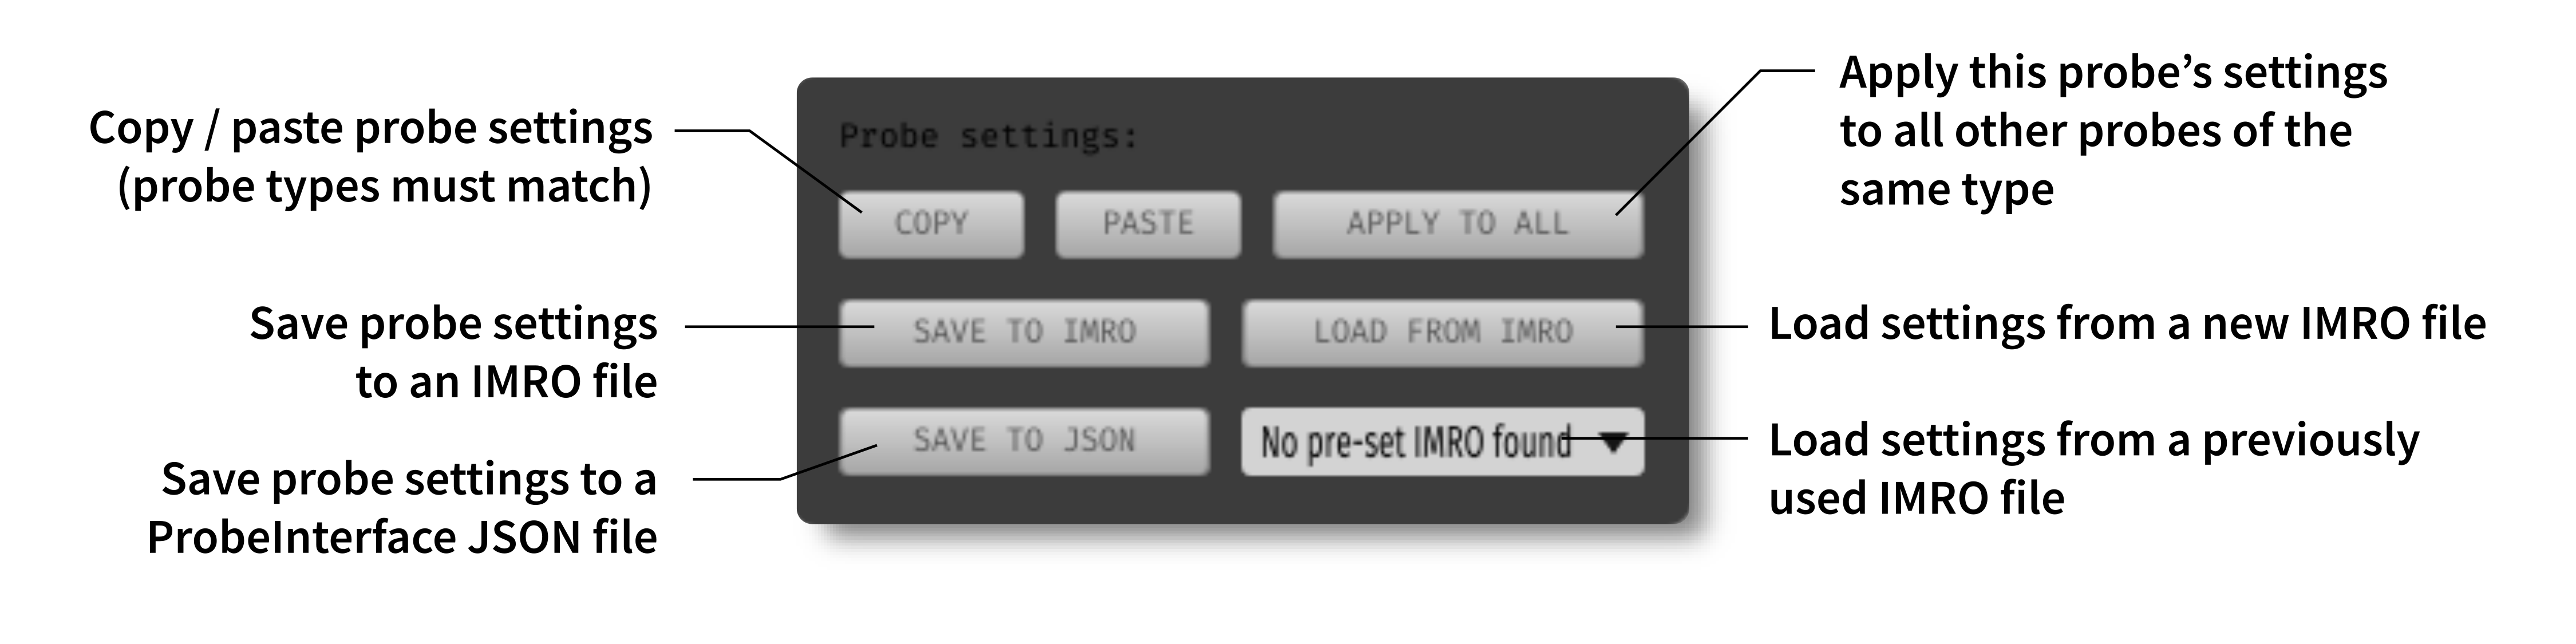 Copy / paste probe settings
(probe types must match)
Save probe settings
to an IMRO file
Save probe settings to a
ProbeInterface JSON file
Probe settings:
COPY
PASTE
APPLY TO ALL
SAVE TO IMRO
LOAD FROM IMRO
SAVE TO JSON
No pre-set IMRO found
Apply this probe’s settings
to all other probes of the
same type
Load settings from a new IMRO file
Load settings from a previously
used IMRO file